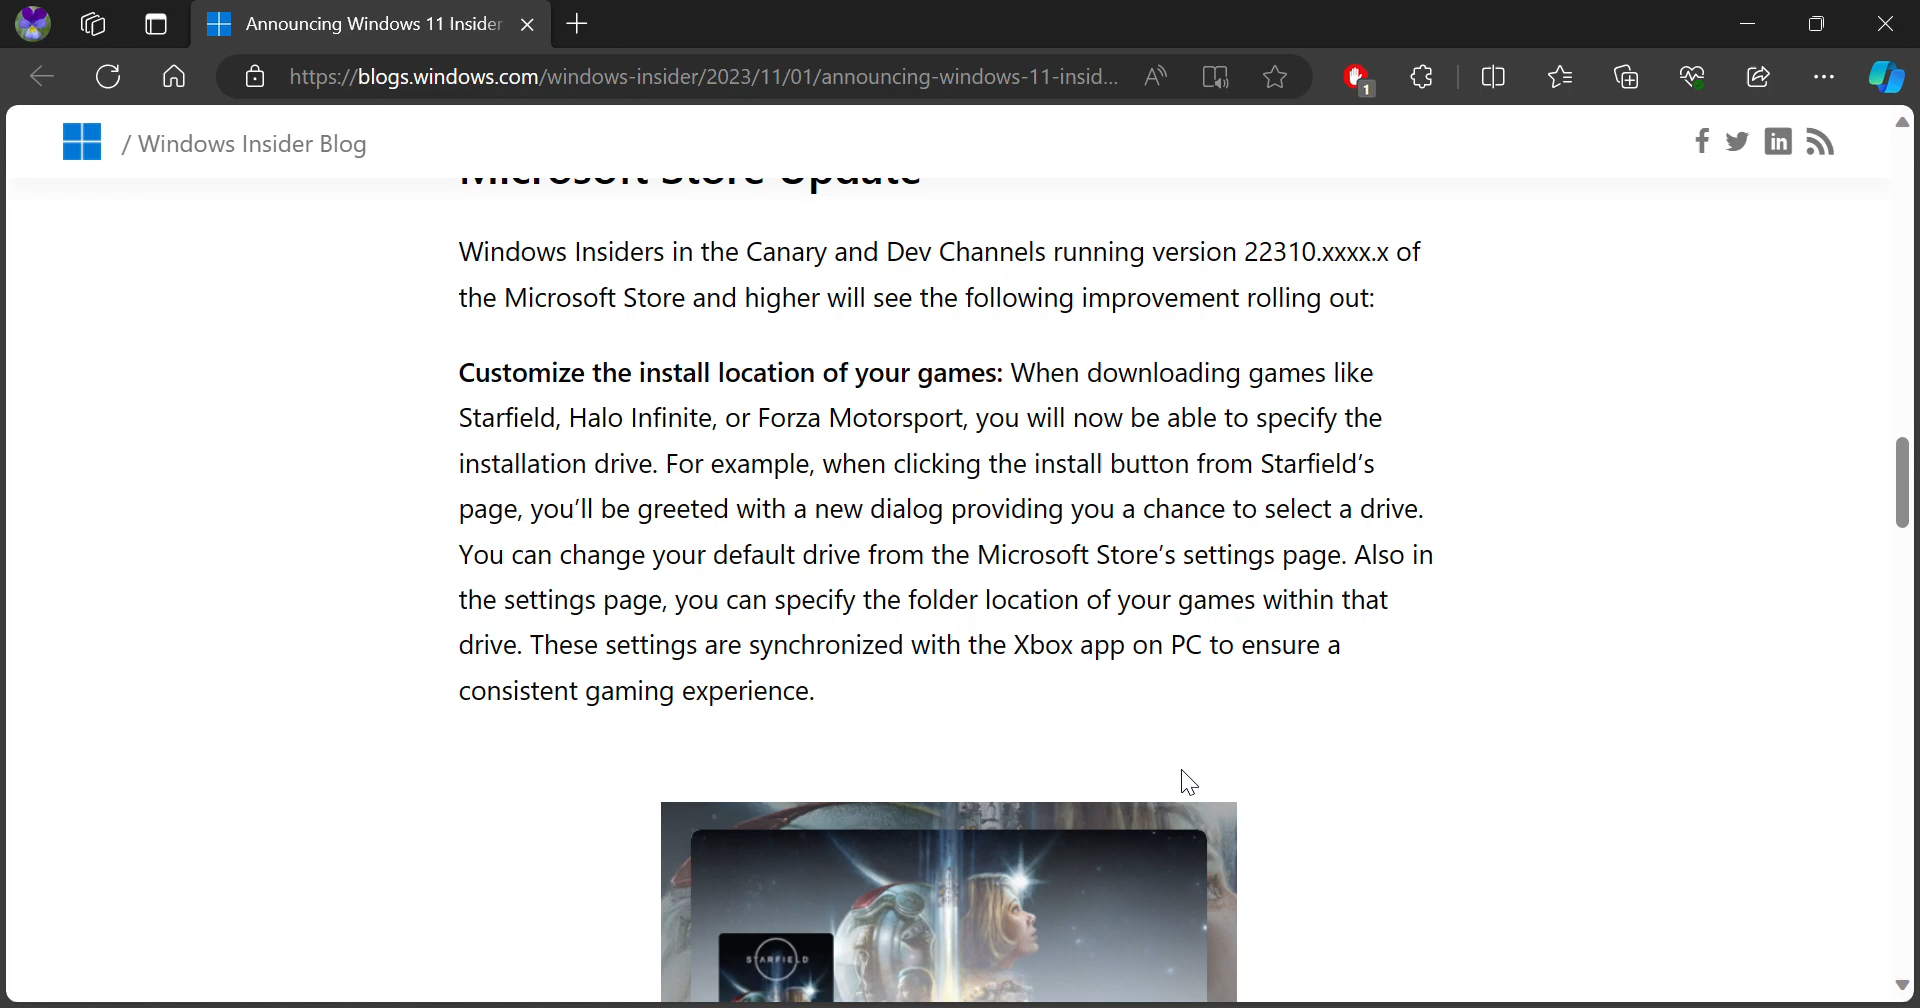 Announcing Windows 11 Insider
https://blogs.windows.com/windows-insider/2023/11/01/announcing-windows-11-insid...
1
/ Windows Insider Blog
Microsoft Store Update
Windows Insiders in the Canary and Dev Channels running version 22310.xxxx.x of
the Microsoft Store and higher will see the following improvement rolling out:
Customize the install location of your games: When downloading games like
Starfield, Halo Infinite, or Forza Motorsport, you will now be able to specify the
installation drive. For example, when clicking the install button from Starfield’s
page, you’ll be greeted with a new dialog providing you a chance to select a drive.
You can change your default drive from the Microsoft Store’s settings page. Also in
the settings page, you can specify the folder location of your games within that
drive. These settings are synchronized with the Xbox app on PC to ensure a
consistent gaming experience.
STARFIELD